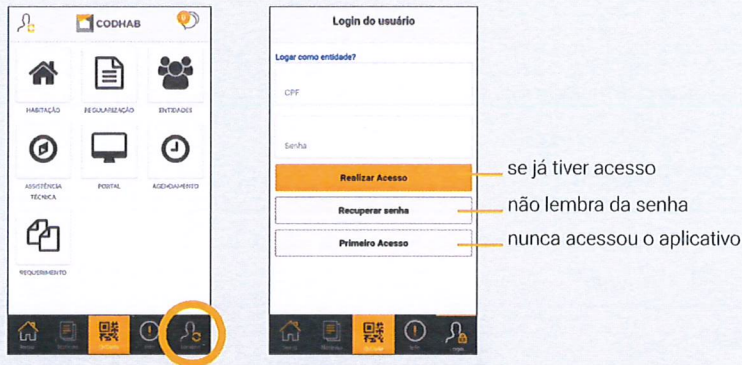 CODHAB
HABITAÇÃO
REGULARIZAÇÃO
ENTIDADES
ASSISTÊNCIA
TÉCNICA
PORTAL
AGENDAMENTO
REQUERIMENTO
Login do usuário
Logar como entidade?
CPF
Senha
Realizar Acesso
Recuperar senha
Primeiro Acesso
se já tiver acesso
não lembra da senha
nunca acessou o aplicativo